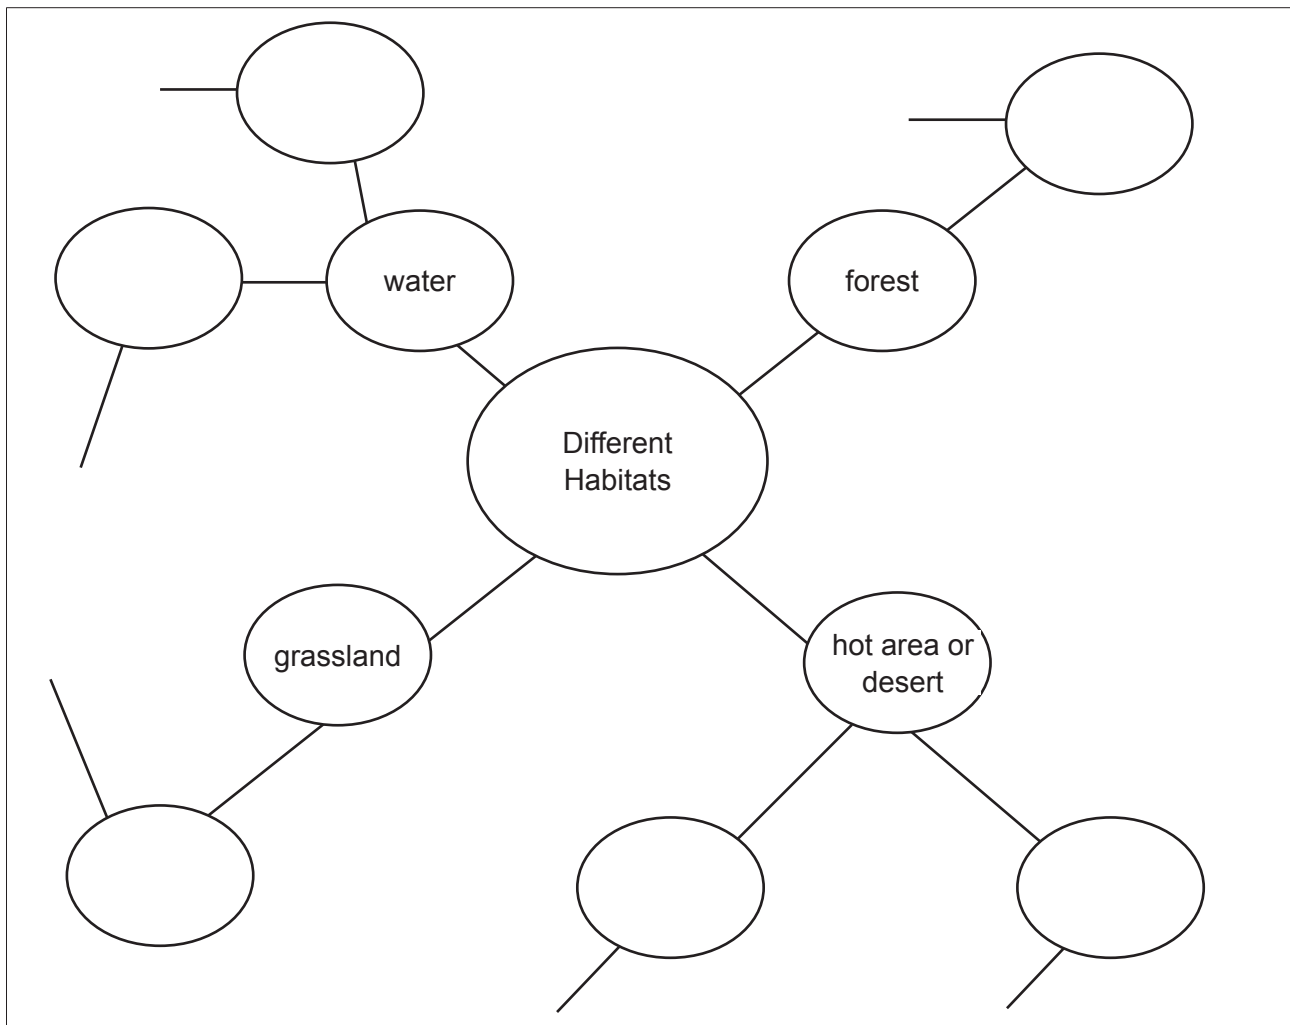 water
forest
Different
Habitats
grassland
hot area or
desert